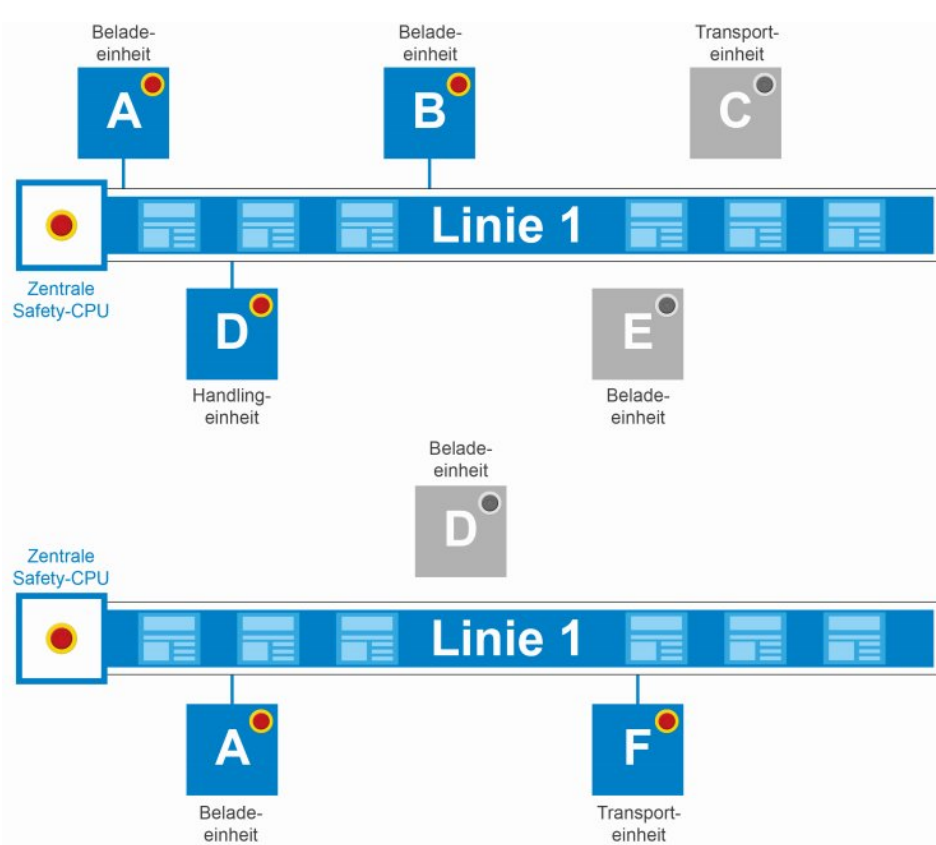 Belade-
einheit
Belade-
einheit
Transport-
einheit
A
B
C
Linie 1
Zentrale
Safety-CPU
D
E
Handling-
einheit
Belade-
einheit
Belade-
einheit
D
Zentrale
Safety-CPU
Linie 1
A
F
Belade-
einheit
Transport-
einheit